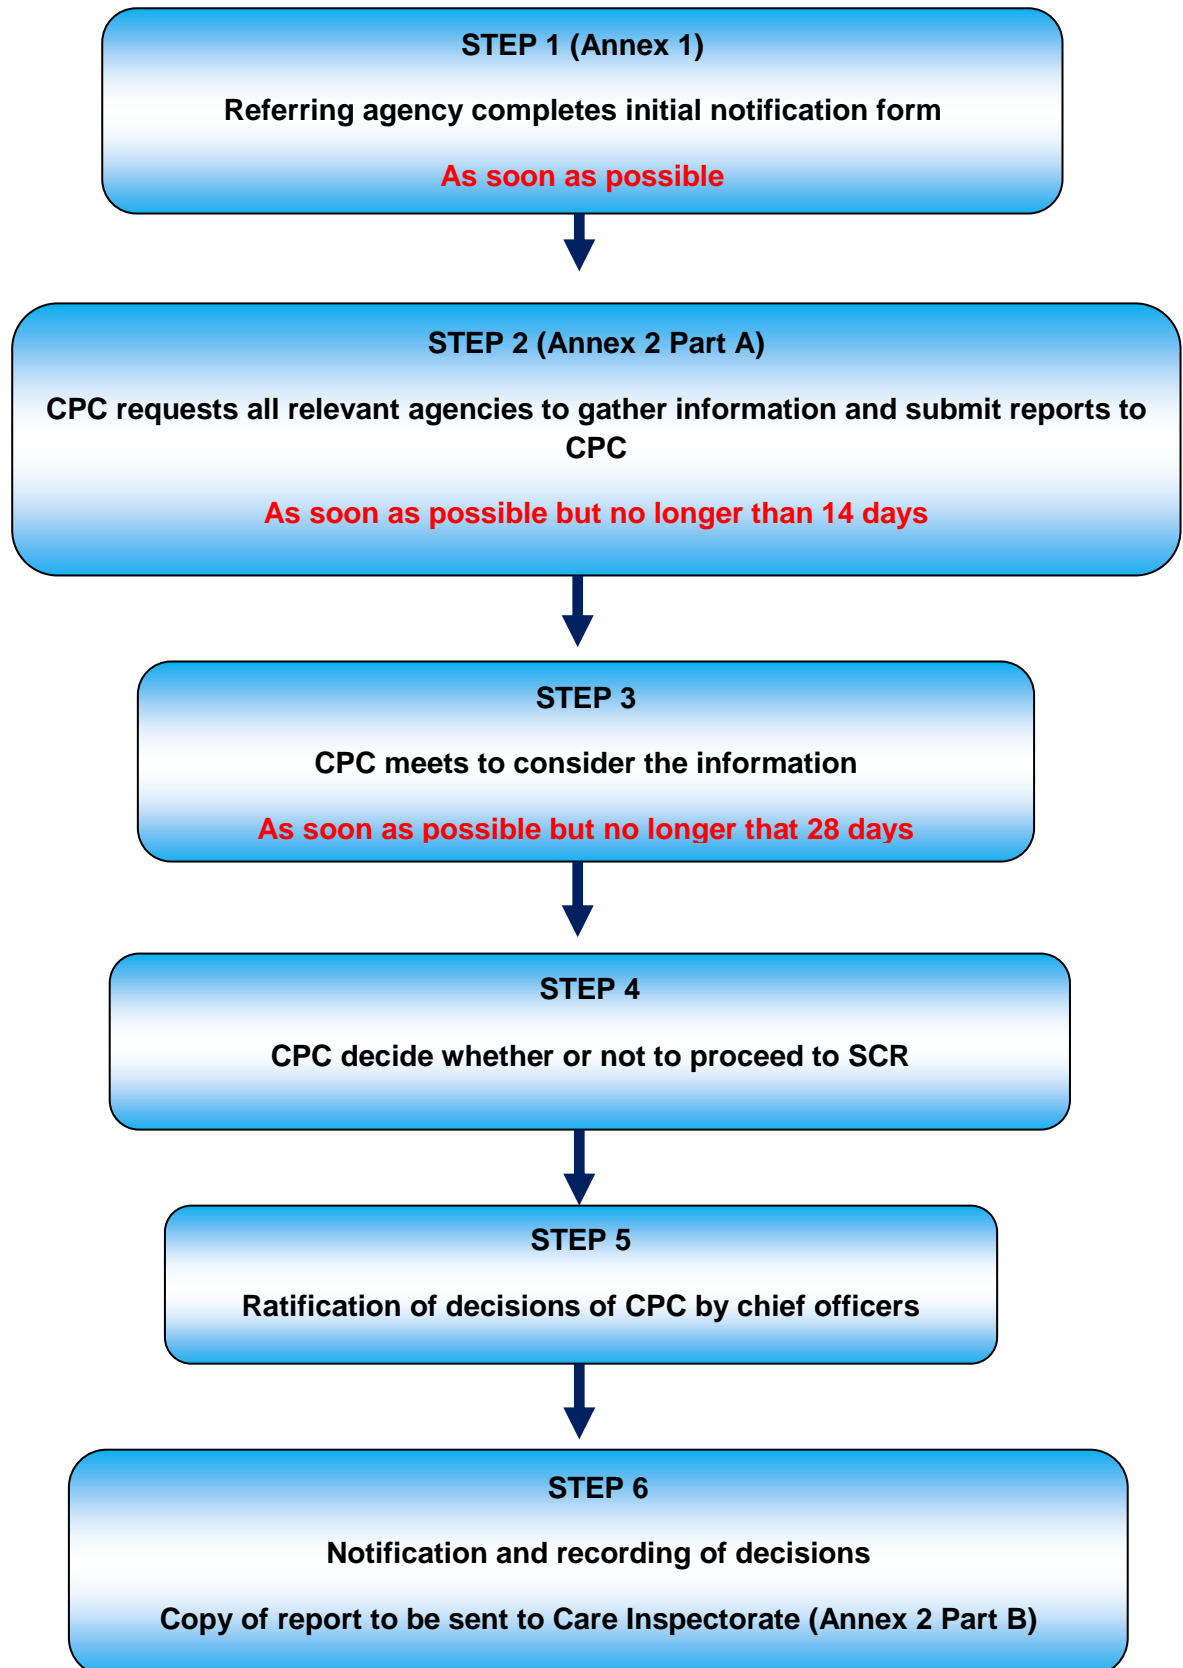 STEP 1 (Annex 1)
Referring agency completes initial notification form
As soon as possible
STEP 2 (Annex 2 Part A)
CPC requests all relevant agencies to gather information and submit reports to
CPC
As soon as possible but no longer than 14 days
STEP 3
CPC meets to consider the information
As soon as possible but no longer that 28 days
STEP 4
CPC decide whether or not to proceed to SCR
STEP 5
Ratification of decisions of CPC by chief officers
STEP 6
Notification and recording of decisions
Copy of report to be sent to Care Inspectorate (Annex 2 Part B)